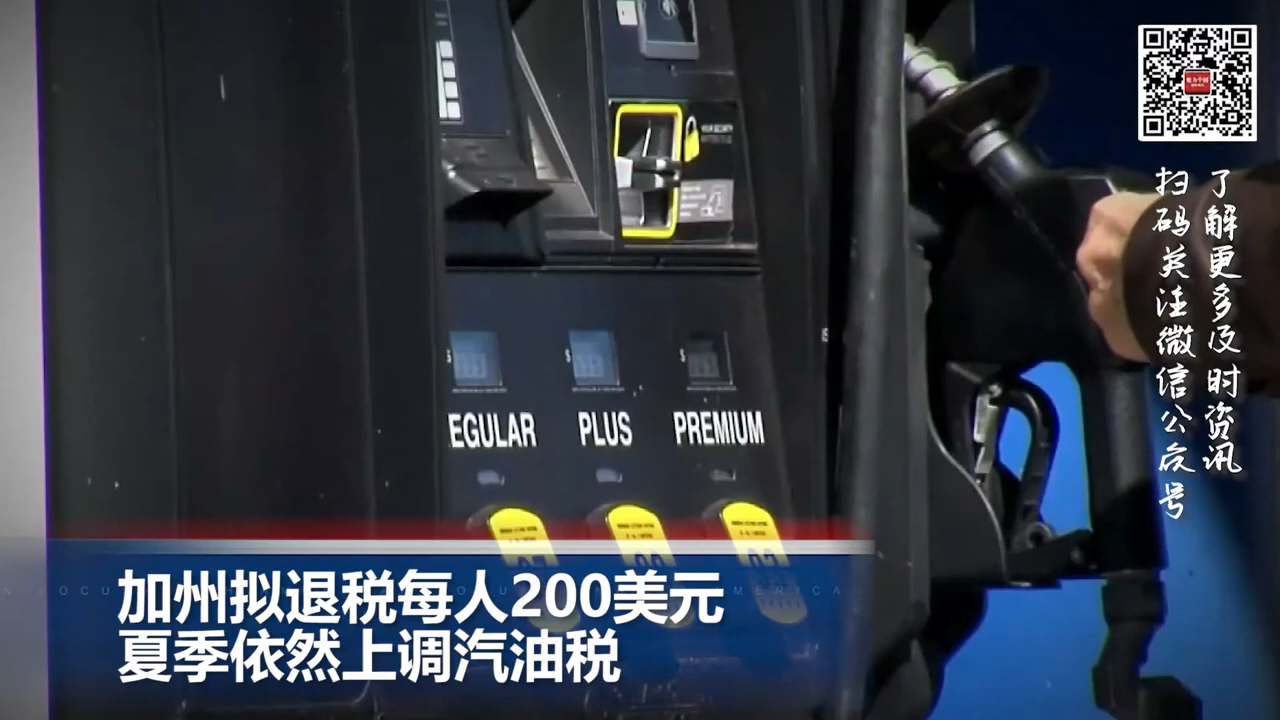 了解更多及时资讯
扫码关注微信公众号
EGULAR
PLUS
PREMIUM
加州拟退税每人200美元
夏季依然上调汽油税